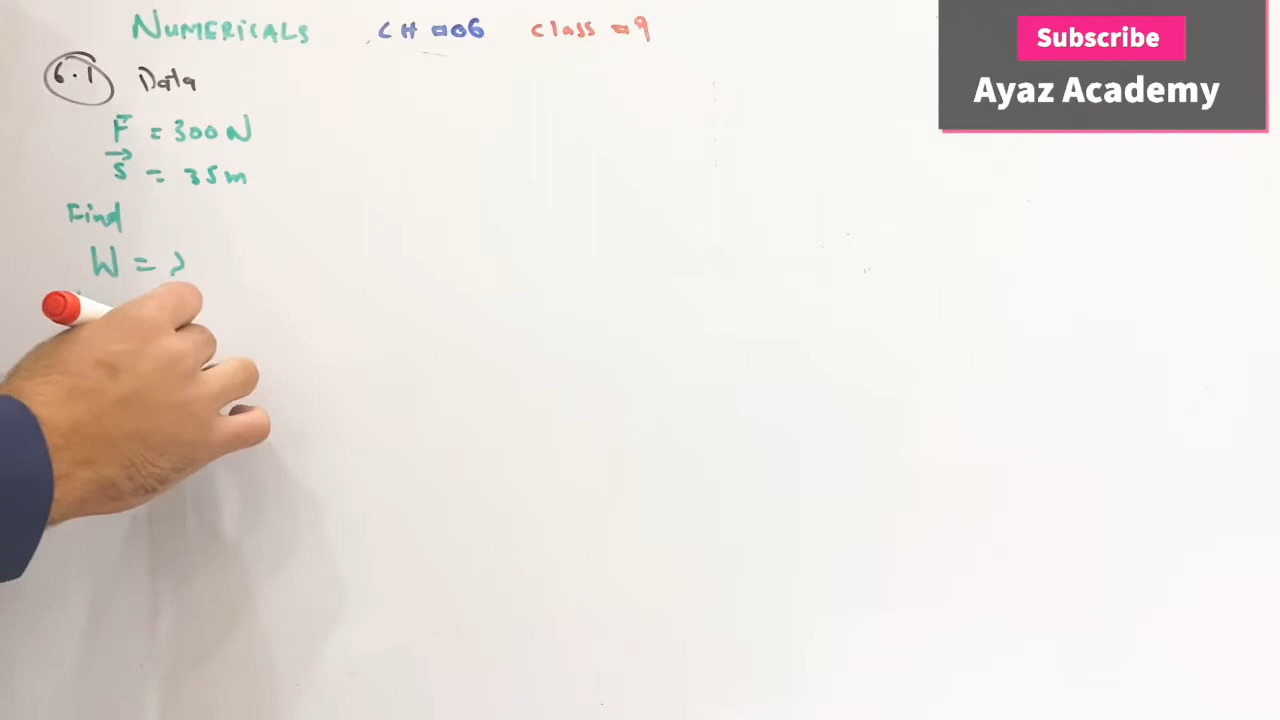 NUMERICALS CH = 06 class = 9
Subscribe
Ayaz Academy
6.1 Data
F = 300 N
S = 35 m
Find
W = ?